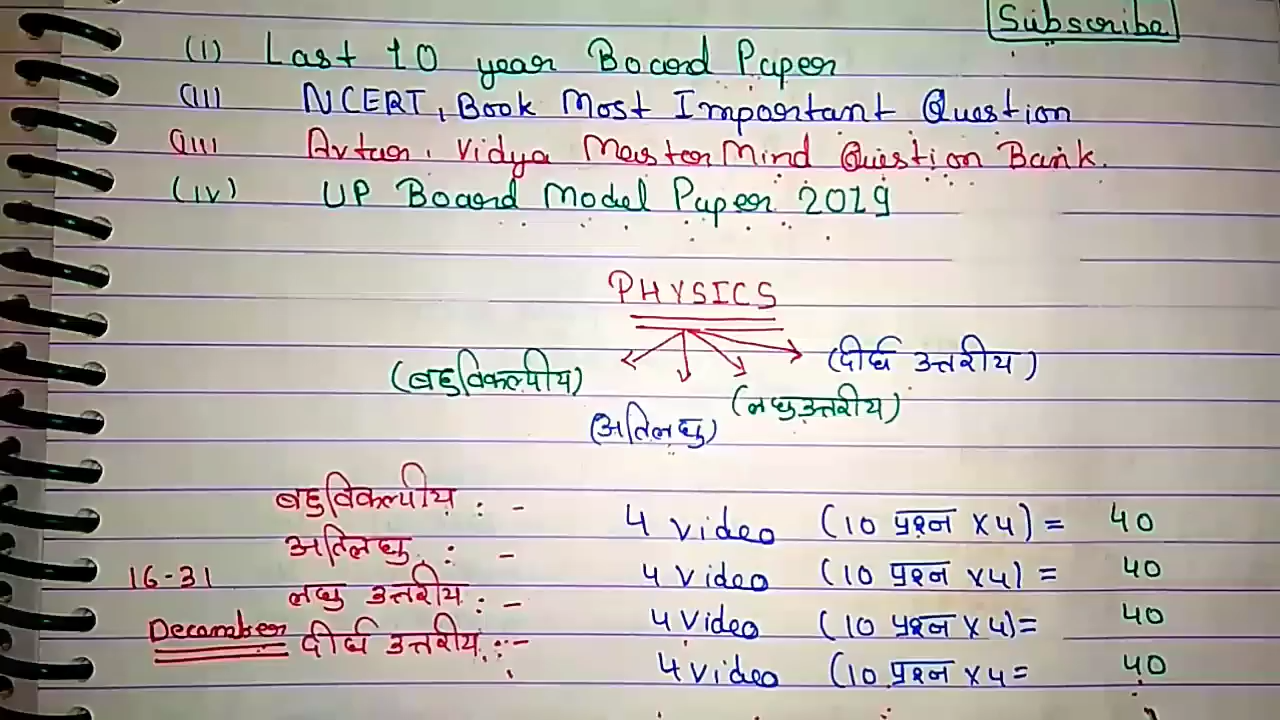 Subscribe
(i) Last 10 year Board Paper
(ii) NCERT, Book Most Important Question
(iii) Vidya Master Mind Question Bank.
(iv) UP Board Model Paper 2019
PHYSICS
(बहुविकल्पीय) (अतिलघु) (लघुउत्तरीय) (दीर्घ उत्तरीय)
बहुविकल्पीय : - 4 video (10 प्रश्न x4) = 40
अतिलघु : - 4 video (10 प्रश्न x4) = 40
16-31 लघु उत्तरीय : - 4 video (10 प्रश्न x4) = 40
December दीर्घ उत्तरीय : - 4 video (10 प्रश्न x4 = 40